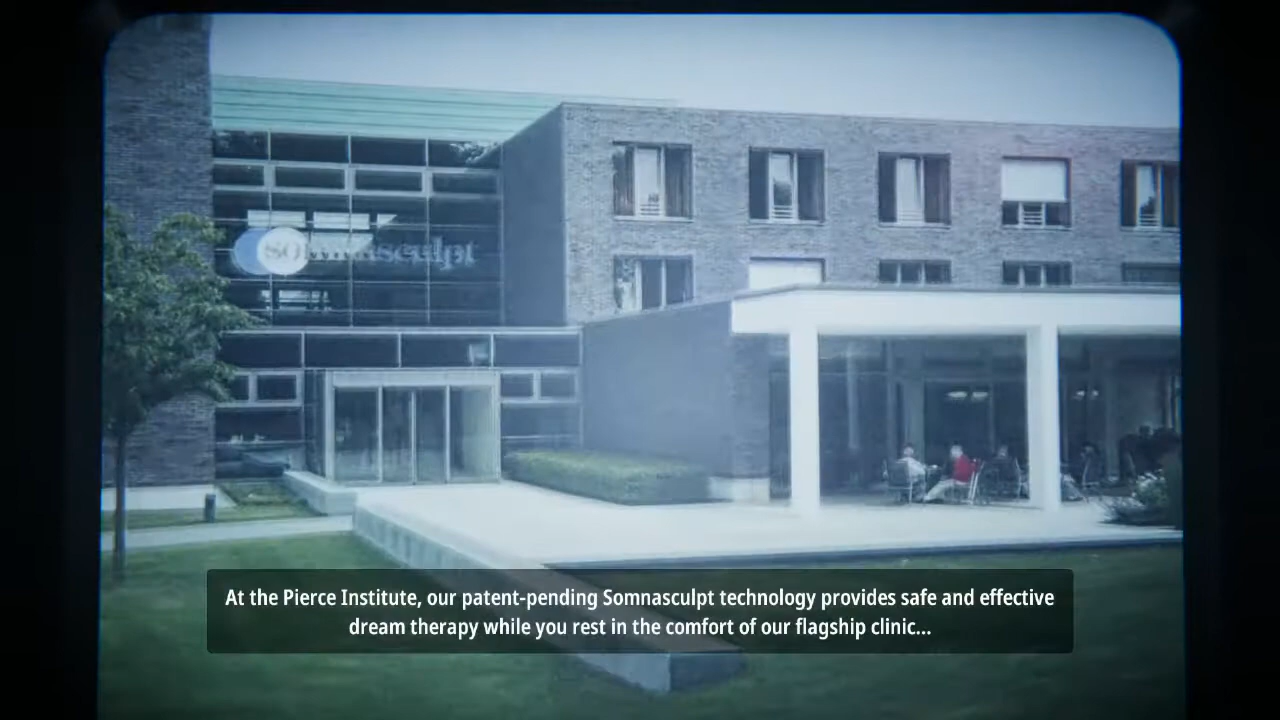 somnasculpt
At the Pierce Institute, our patent-pending Somnasculpt technology provides safe and effective
dream therapy while you rest in the comfort of our flagship clinic...